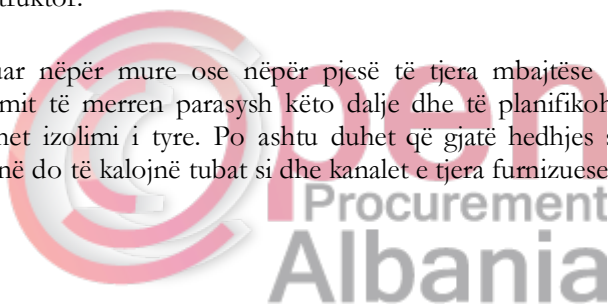 struktor.
uar nëpër mure ose nëpër pjesë të tjera mbajtëse
imit të merren parasysh këto dalje dhe të planifikoh
het izolimi i tyre. Po ashtu duhet që gjatë hedhjes s
në do të kalojnë tubat si dhe kanalet e tjera furnizuese
Open
Procurement
Albania